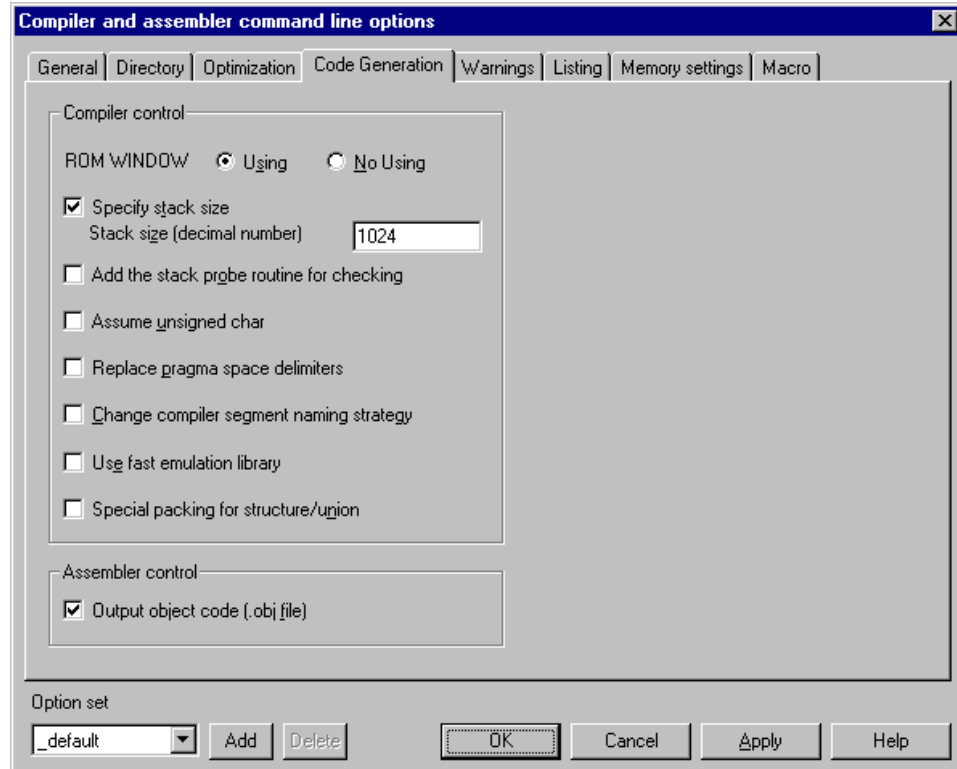 Compiler and assembler command line options
General Directory Optimization Code Generation Warnings Listing Memory settings Macro
Compiler control
ROM WINDOW Using No Using
Specify stack size
Stack size (decimal number) 1024
Add the stack probe routine for checking
Assume unsigned char
Replace pragma space delimiters
Change compiler segment naming strategy
Use fast emulation library
Special packing for structure/union
Assembler control
Output object code (.obj file)
Option set
_default Add Delete OK Cancel Apply Help